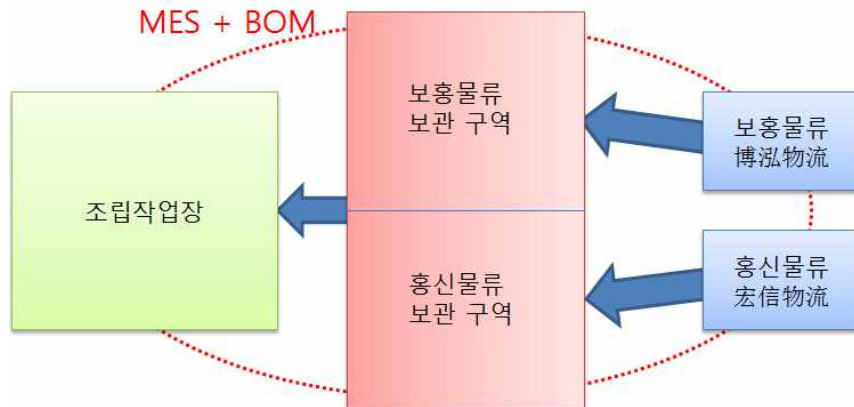 MES + BOM
보홍물류
보관 구역
보홍물류
博泓物流
조립작업장
홍신물류
보관 구역
홍신물류
宏信物流